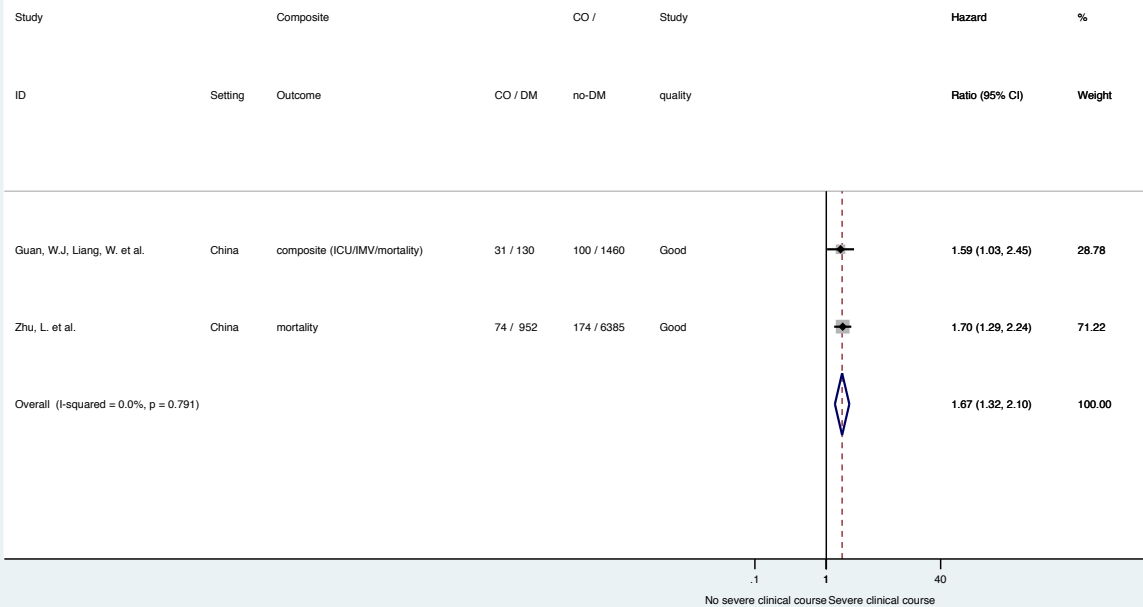 Study Composite CO / Study Hazard %
ID Setting Outcome CO / DM no-DM quality Ratio (95% CI) Weight
Guan, W.J, Liang, W. et al. China composite (ICU/IMV/mortality) 31 / 130 100 / 1460 Good 1.59 (1.03, 2.45) 28.78
Zhu, L. et al. China mortality 74 / 952 174 / 6385 Good 1.70 (1.29, 2.24) 71.22
Overall (I-squared = 0.0%, p = 0.791) 1.67 (1.32, 2.10) 100.00
.1 1 40
No severe clinical course Severe clinical course